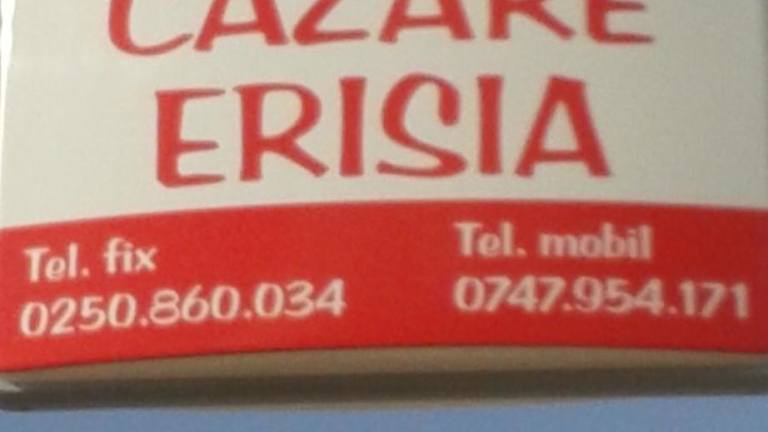 CAZARE
ERISIA
Tel. fix
0250.860.034
Tel. mobil
0747.954.171